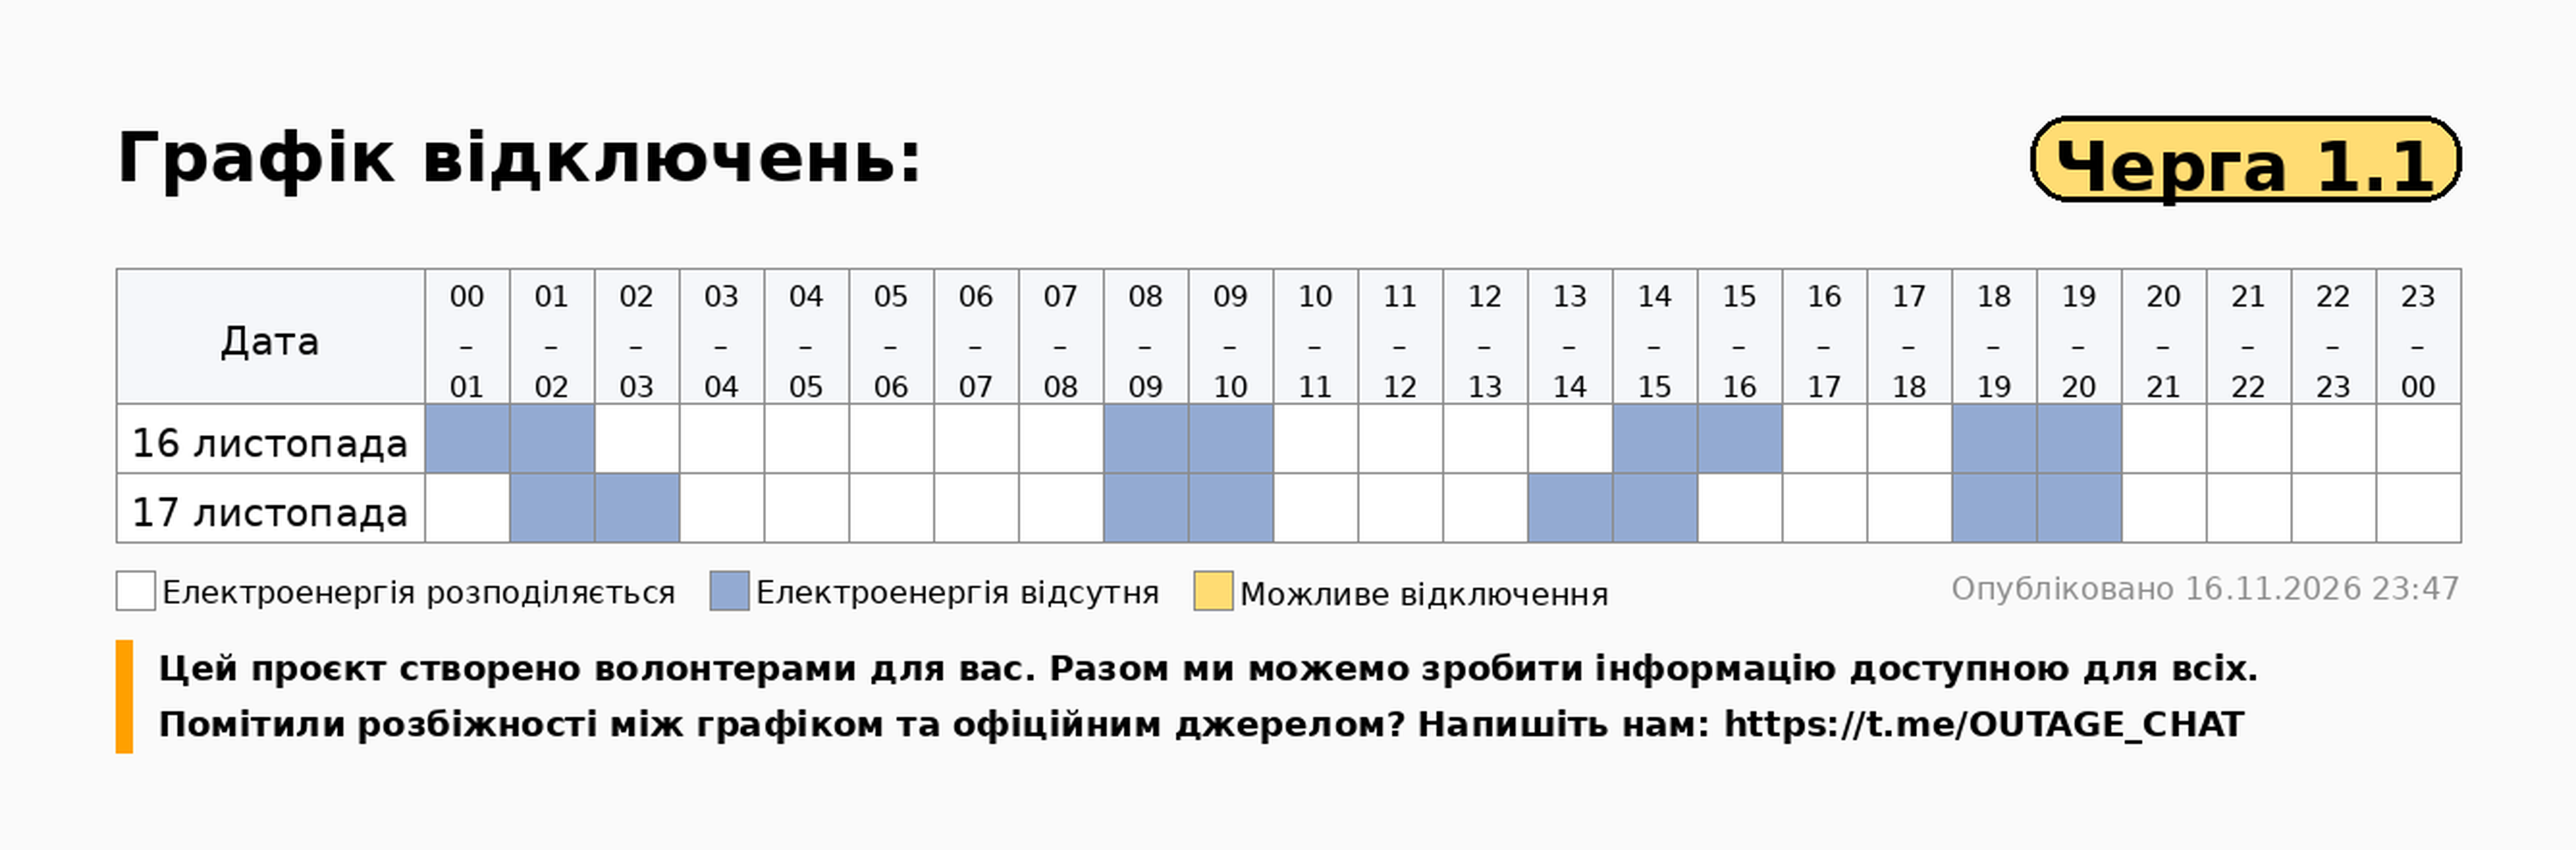 Графік відключень:
Черга 1.1
Дата
00 – 01
01 – 02
02 – 03
03 – 04
04 – 05
05 – 06
06 – 07
07 – 08
08 – 09
09 – 10
10 – 11
11 – 12
12 – 13
13 – 14
14 – 15
15 – 16
16 – 17
17 – 18
18 – 19
19 – 20
20 – 21
21 – 22
22 – 23
23 – 00
16 листопада
17 листопада
Електроенергія розподіляється
Електроенергія відсутня
Можливе відключення
Опубліковано 16.11.2026 23:47
Цей проєкт створено волонтерами для вас. Разом ми можемо зробити інформацію доступною для всіх.
Помітили розбіжності між графіком та офіційним джерелом? Напишіть нам: https://t.me/OUTAGE_CHAT